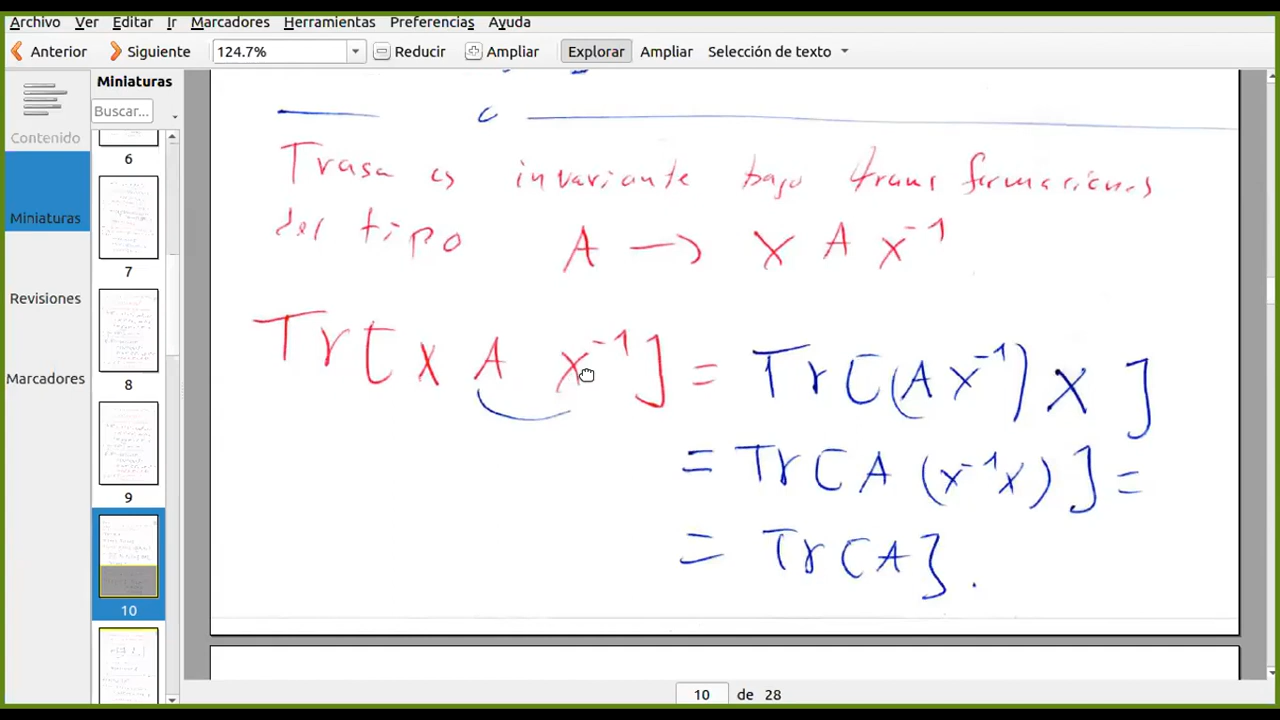 Archivo Ver Editar Ir Marcadores Herramientas Preferencias Ayuda
Anterior Siguiente 124.7% Reducir Ampliar Explorar Ampliar Selección de texto
Miniaturas
Buscar...
Contenido
Miniaturas
Revisiones
Marcadores
6
7
8
9
10
Trasa es invariante bajo transformaciones
del tipo A → X A X⁻¹
Tr[X A X⁻¹] = Tr[(A X⁻¹) X]
= Tr[A (X⁻¹X)] =
= Tr[A].
10 de 28